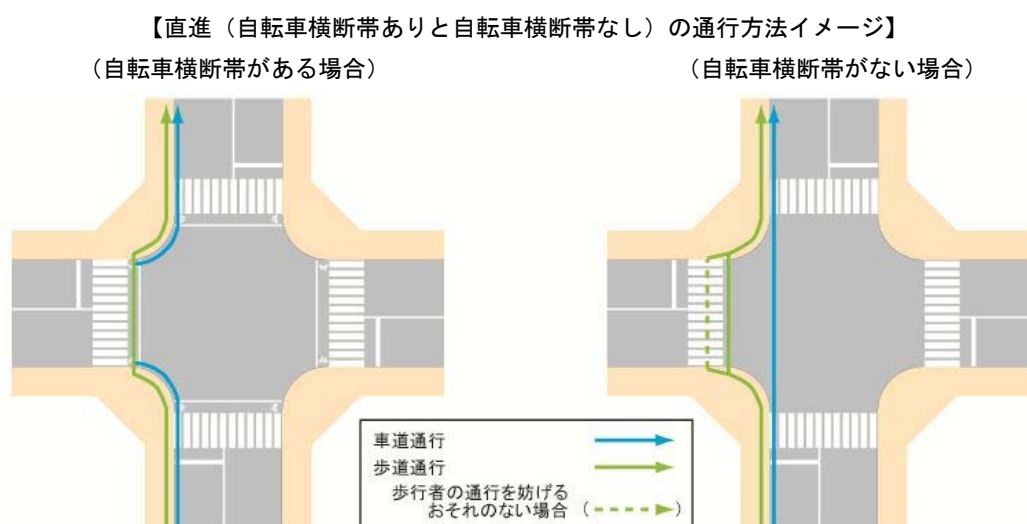 【直進（自転車横断帯ありと自転車横断帯なし）の通行方法イメージ】
（自転車横断帯がある場合）
（自転車横断帯がない場合）
車道通行
歩道通行
歩行者の通行を妨げる
おそれのない場合（　　　）